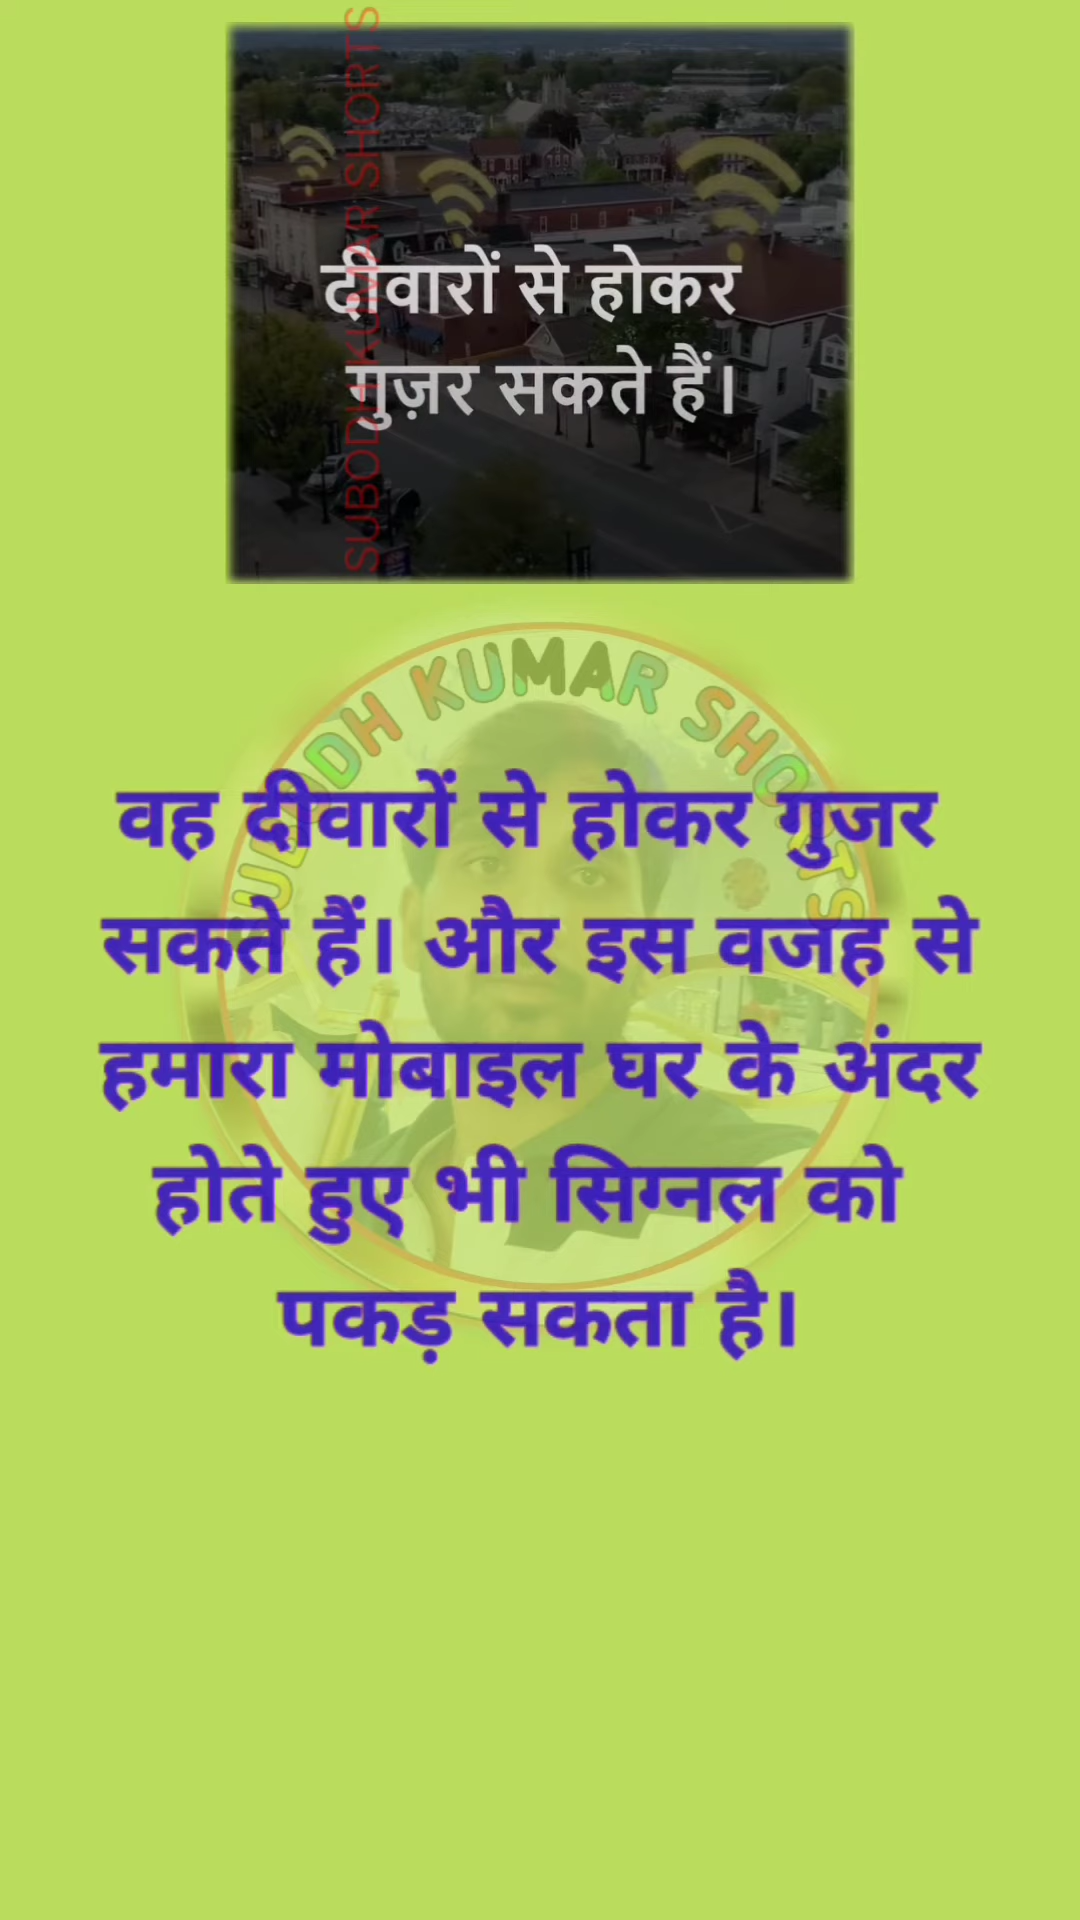 SUBODH KUMAR SHORTS
दीवारों से होकर
गुज़र सकते हैं।
SUBODH KUMAR SHORTS
वह दीवारों से होकर गुजर
सकते हैं। और इस वजह से
हमारा मोबाइल घर के अंदर
होते हुए भी सिग्नल को
पकड़ सकता है।